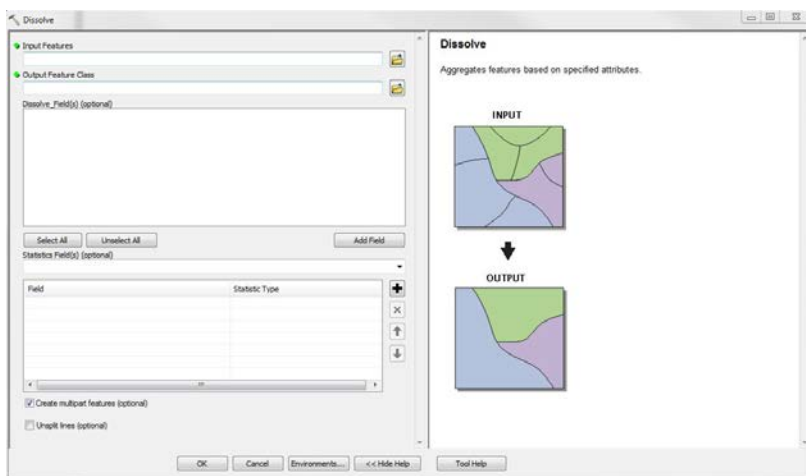 Dissolve
Input Features
Output Feature Class
Dissolve_Field(s) (optional)
Select All
Unselect All
Add Field
Statistics Field(s) (optional)
Field
Statistic Type
Create multipart features (optional)
Unsplit lines (optional)
OK
Cancel
Environments...
<< Hide Help
Tool Help
Dissolve
Aggregates features based on specified attributes.
INPUT
OUTPUT